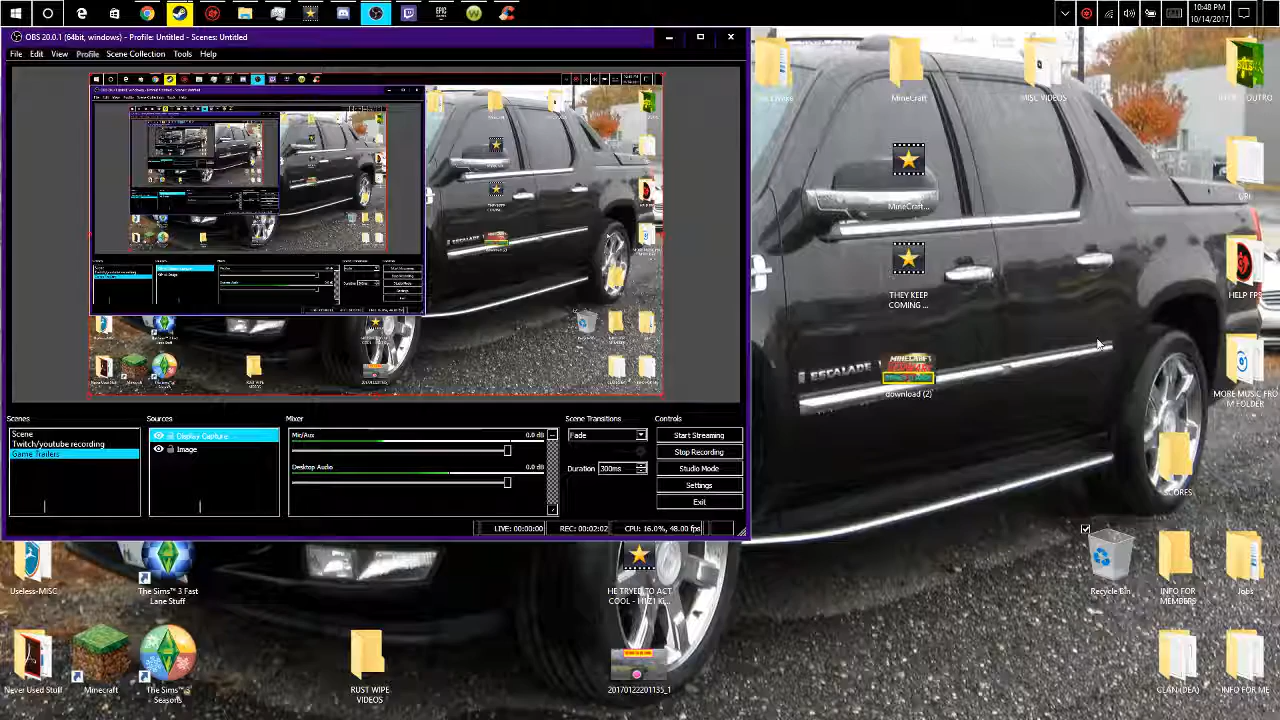 10:48 PM
10/14/2017
OBS 20.0.1 (64bit, windows) - Profile: Untitled - Scenes: Untitled
File Edit View Profile Scene Collection Tools Help
MineCraft
MISC VIDEOS
OUTRO
MineCraft...
THEY KEEP
COMING ...
HELP FPS
ESCALADE
download (2)
MORE MUSIC FRO
M FOLDER
Scenes
Sources
Mixer
Scene Transitions
Controls
Scene
Twitch/youtube recording
Game Trailers
Display Capture
Image
Mic/Aux
0.0 dB
Desktop Audio
0.0 dB
Fade
Duration 300ms
Start Streaming
Stop Recording
Studio Mode
Settings
Exit
LIVE: 00:00:00
REC: 00:02:02
CPU: 16.0%, 48.00 fps
SCORES
Useless-MISC
The Sims™ 3 Fast
Lane Stuff
HE TRYED TO ACT
COOL - H1Z1 Ki...
Recycle Bin
INFO FOR
MEMBERS
Jobs
Never Used Stuff
Minecraft
The Sims™ 3
Seasons
RUST WIPE
VIDEOS
20170122201135_1
CLAN (DEA)
INFO FOR ME